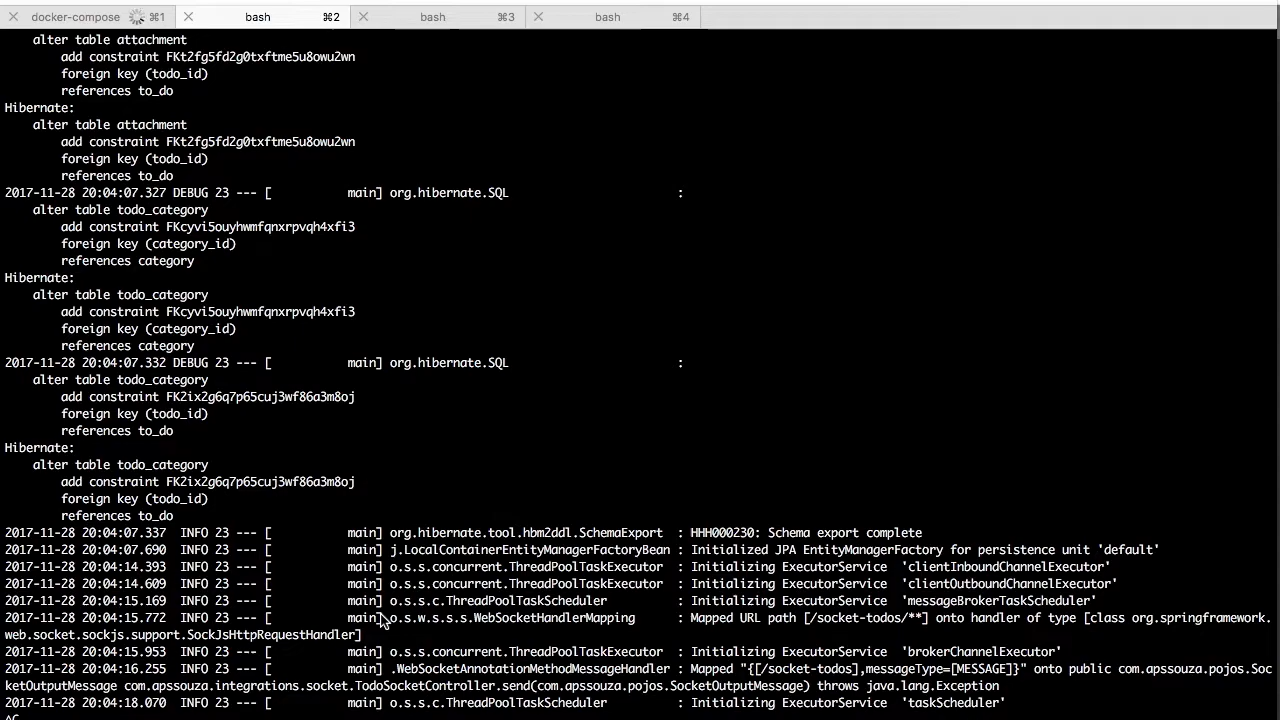 docker-compose ⌘1 bash ⌘2 bash ⌘3 bash ⌘4
alter table attachment
add constraint FKt2fg5fd2g0txftme5u8owu2wn
foreign key (todo_id)
references to_do
Hibernate:
alter table attachment
add constraint FKt2fg5fd2g0txftme5u8owu2wn
foreign key (todo_id)
references to_do
2017-11-28 20:04:07.327 DEBUG 23 --- [           main] org.hibernate.SQL                        :
alter table todo_category
add constraint FKcyvi5ouyhwmfqnxrpvqh4xfi3
foreign key (category_id)
references category
Hibernate:
alter table todo_category
add constraint FKcyvi5ouyhwmfqnxrpvqh4xfi3
foreign key (category_id)
references category
2017-11-28 20:04:07.332 DEBUG 23 --- [           main] org.hibernate.SQL                        :
alter table todo_category
add constraint FK2ix2g6q7p65cuj3wf86a3m8oj
foreign key (todo_id)
references to_do
Hibernate:
alter table todo_category
add constraint FK2ix2g6q7p65cuj3wf86a3m8oj
foreign key (todo_id)
references to_do
2017-11-28 20:04:07.337  INFO 23 --- [           main] org.hibernate.tool.hbm2ddl.SchemaExport  : HHH000230: Schema export complete
2017-11-28 20:04:07.690  INFO 23 --- [           main] j.LocalContainerEntityManagerFactoryBean : Initialized JPA EntityManagerFactory for persistence unit 'default'
2017-11-28 20:04:14.393  INFO 23 --- [           main] o.s.s.concurrent.ThreadPoolTaskExecutor  : Initializing ExecutorService  'clientInboundChannelExecutor'
2017-11-28 20:04:14.609  INFO 23 --- [           main] o.s.s.concurrent.ThreadPoolTaskExecutor  : Initializing ExecutorService  'clientOutboundChannelExecutor'
2017-11-28 20:04:15.169  INFO 23 --- [           main] o.s.s.c.ThreadPoolTaskScheduler          : Initializing ExecutorService  'messageBrokerTaskScheduler'
2017-11-28 20:04:15.772  INFO 23 --- [           main] o.s.w.s.s.s.WebSocketHandlerMapping      : Mapped URL path [/socket-todos/**] onto handler of type [class org.springframework.
web.socket.sockjs.support.SockJsHttpRequestHandler]
2017-11-28 20:04:15.953  INFO 23 --- [           main] o.s.s.concurrent.ThreadPoolTaskExecutor  : Initializing ExecutorService  'brokerChannelExecutor'
2017-11-28 20:04:16.255  INFO 23 --- [           main] .WebSocketAnnotationMethodMessageHandler : Mapped "{[/socket-todos],messageType=[MESSAGE]}" onto public com.apssouza.pojos.Soc
ketOutputMessage com.apssouza.integrations.socket.TodoSocketController.send(com.apssouza.pojos.SocketOutputMessage) throws java.lang.Exception
2017-11-28 20:04:18.070  INFO 23 --- [           main] o.s.s.c.ThreadPoolTaskScheduler          : Initializing ExecutorService  'taskScheduler'
^C